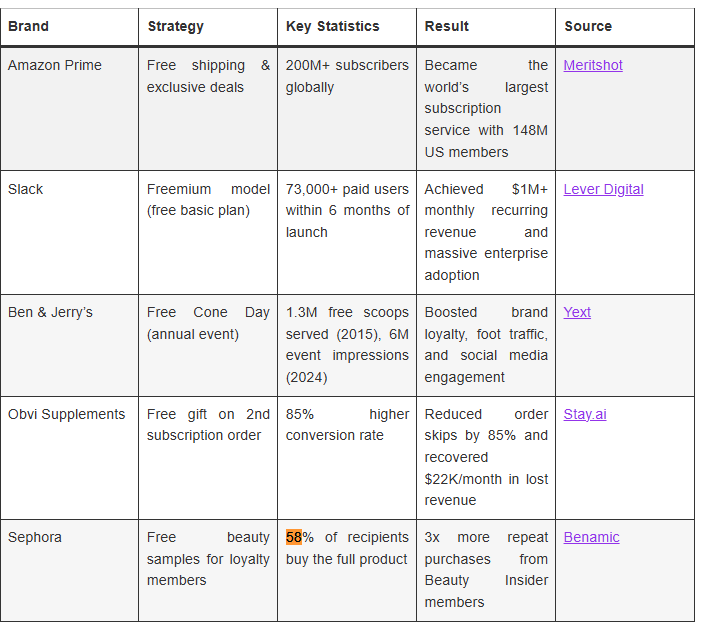 Brand Strategy Key Statistics Result Source
Amazon Prime
Free shipping &
exclusive deals
200M+ subscribers
globally
Became the
world’s largest
subscription
service with 148M
US members
Meritshot
Slack
Freemium model
(free basic plan)
73,000+ paid users
within 6 months of
launch
Achieved $1M+
monthly recurring
revenue and
massive enterprise
adoption
Lever Digital
Ben & Jerry’s
Free Cone Day
(annual event)
1.3M free scoops
served (2015), 6M
event impressions
(2024)
Boosted brand
loyalty, foot traffic,
and social media
engagement
Yext
Obvi Supplements
Free gift on 2nd
subscription order
85% higher
conversion rate
Reduced order
skips by 85% and
recovered
$22K/month in lost
revenue
Stay.ai
Sephora
Free beauty
samples for loyalty
members
58% of recipients
buy the full product
3x more repeat
purchases from
Beauty Insider
members
Benamic